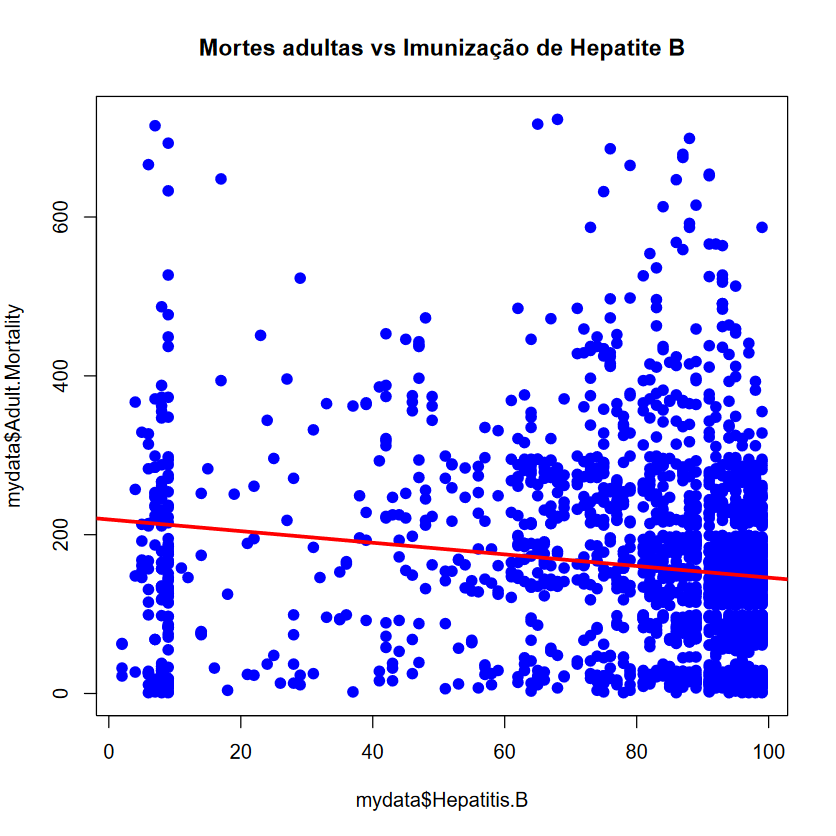 Mortes adultas vs Imunização de Hepatite B
mydata$Adult.Mortality
600
400
200
0
0 20 40 60 80 100
mydata$Hepatitis.B